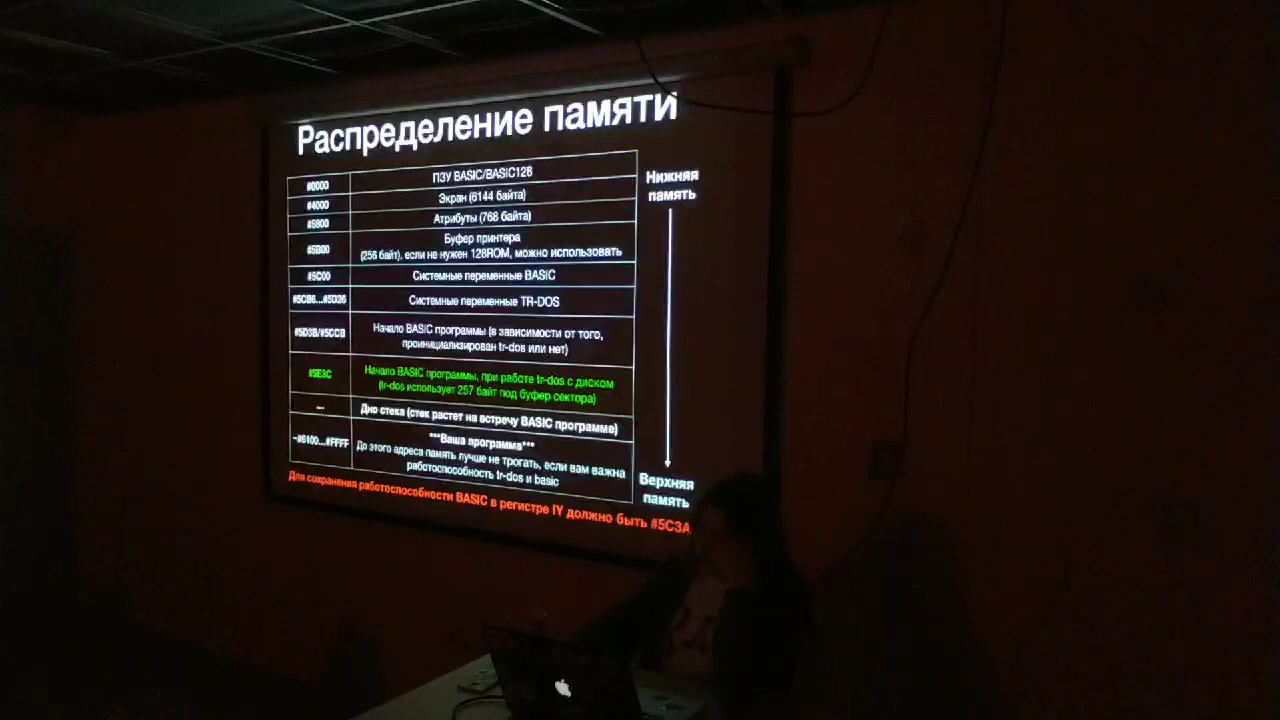 Распределение памяти
#0000 ПЗУ BASIC/BASIC128
#4000 Экран (6144 байта)
#5800 Атрибуты (768 байта)
#5B00 Буфер принтера
(256 байт), если не нужен 128ROM, можно использовать
#5C00 Системные переменные BASIC
#5CB6...#5D26 Системные переменные TR-DOS
#5D3B/#5CCB Начало BASIC программы (в зависимости от того,
проинициализирован tr-dos или нет)
#5E3C Начало BASIC программы, при работе tr-dos с диском
(tr-dos использует 257 байт под буфер сектора)
... Дно стека (стек растет на встречу BASIC программе)
~#6100...#FFFF ***Ваша программа***
До этого адреса память лучше не трогать, если вам важна
работоспособность tr-dos и basic
Нижняя
память
Верхняя
память
Для сохранения работоспособности BASIC в регистре IY должно быть #5C3A